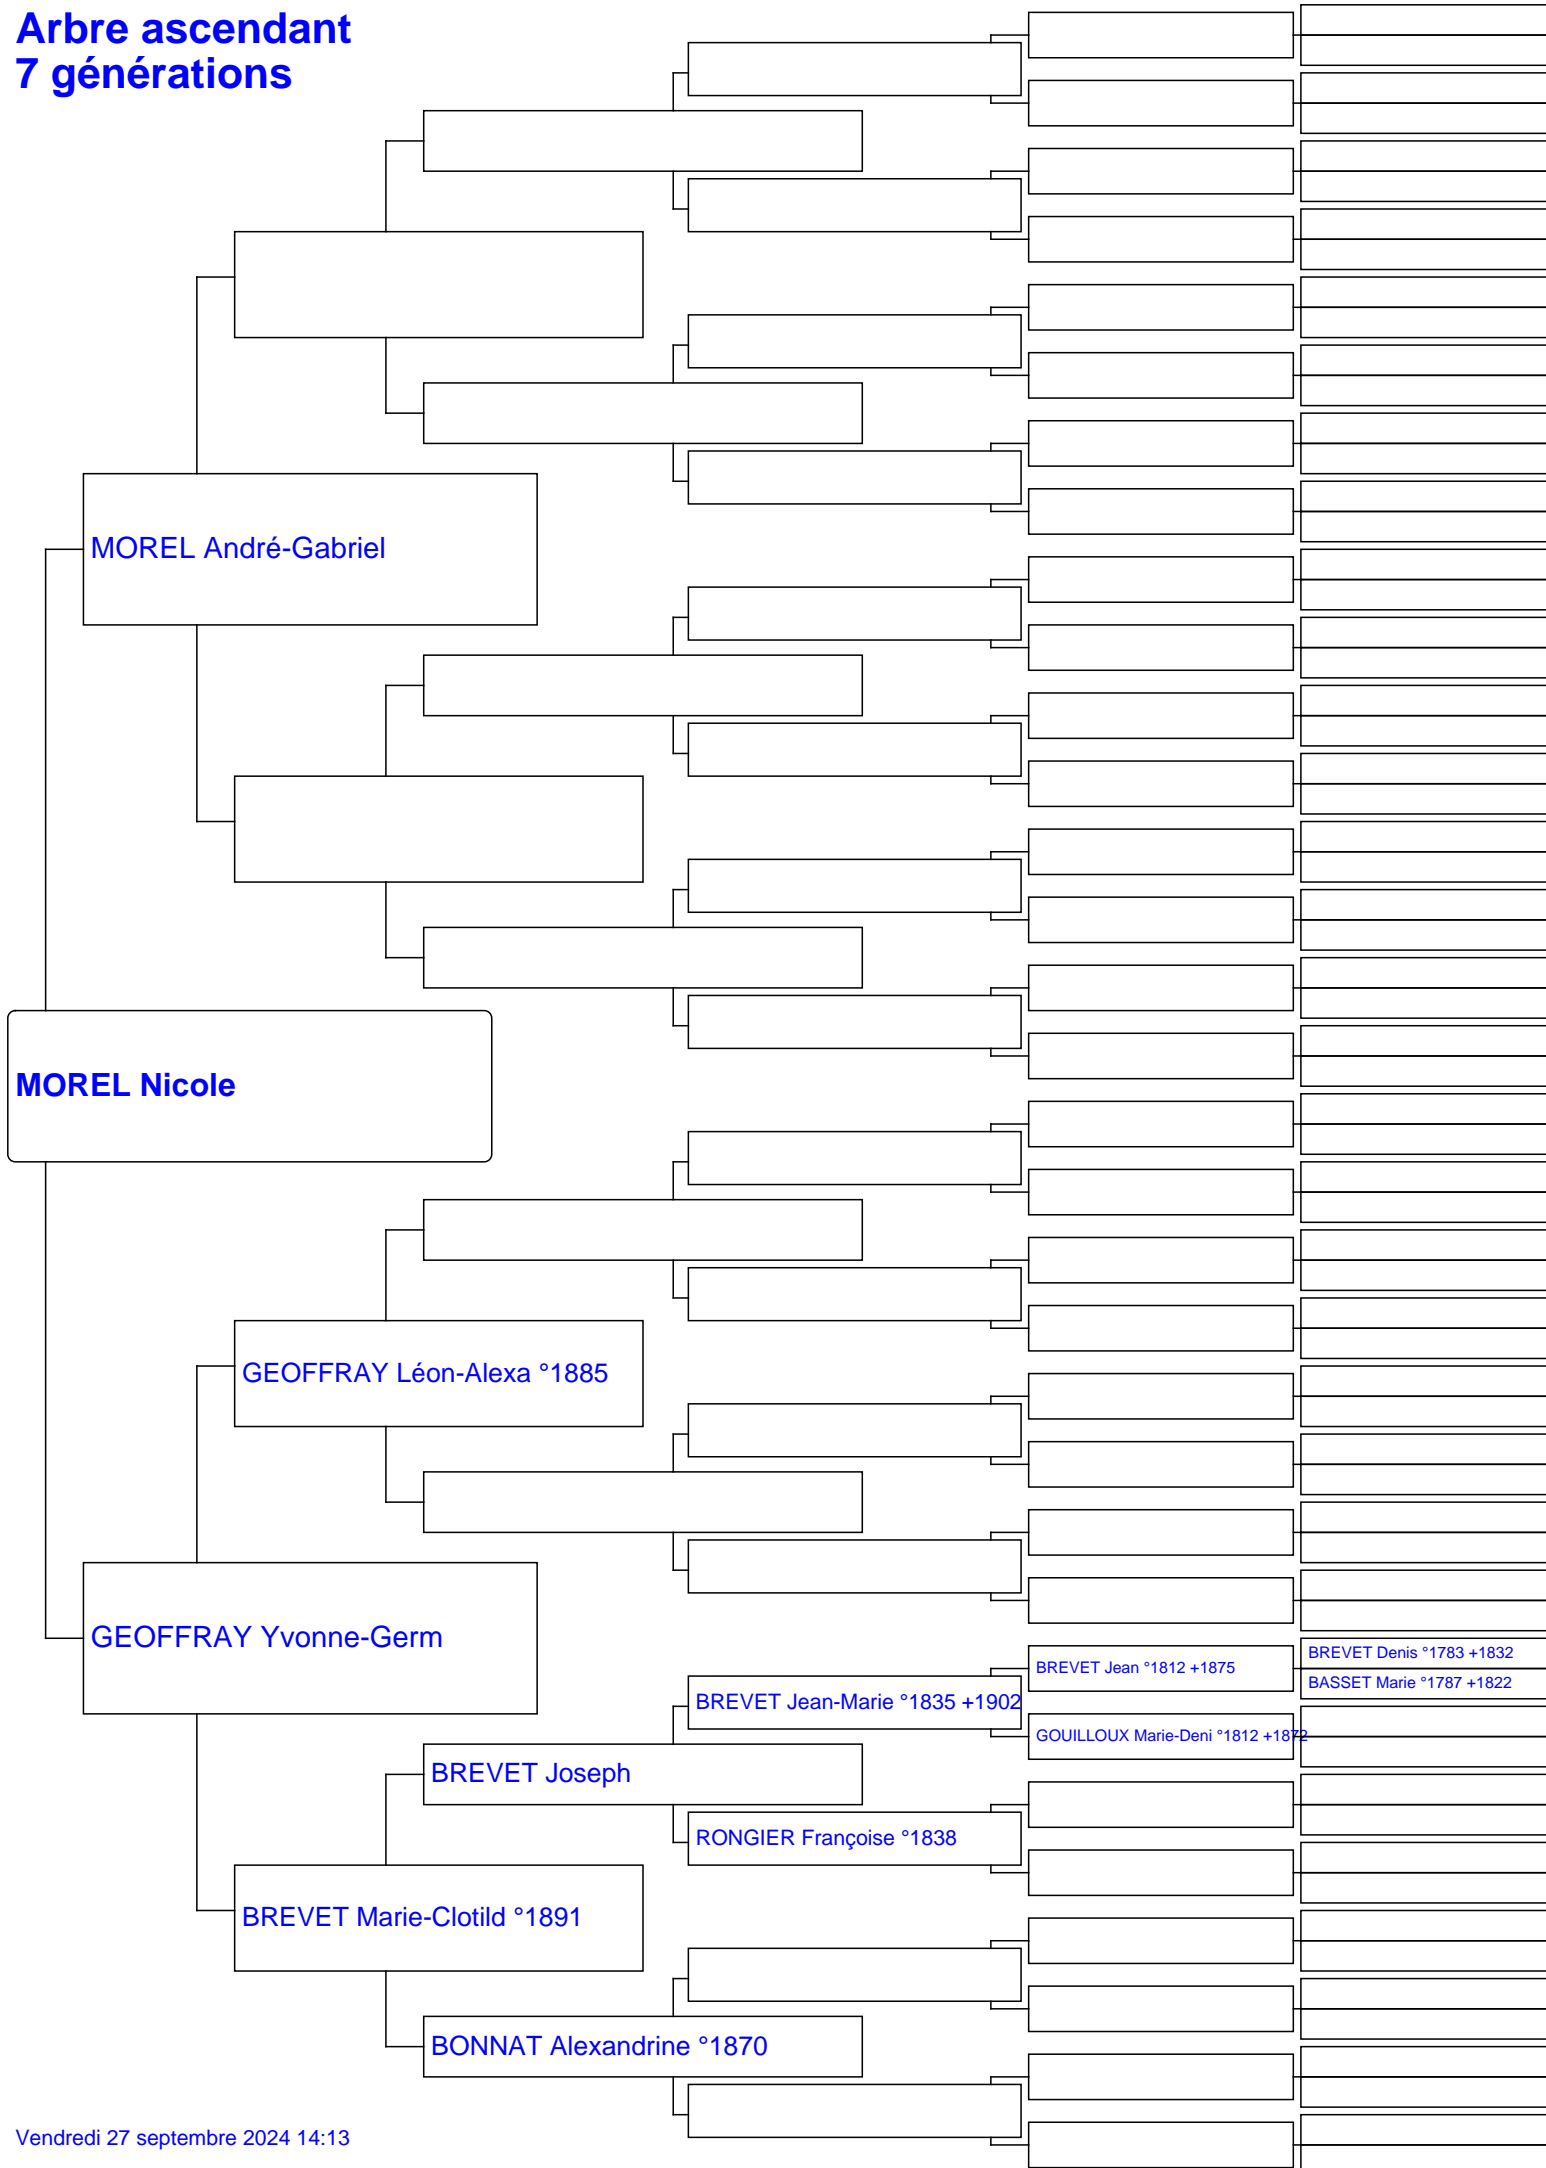 Arbre ascendant
7 générations
MOREL André-Gabriel
MOREL Nicole
GEOFFRAY Léon-Alexa °1885
GEOFFRAY Yvonne-Germ
BREVET Denis °1783 +1832
BREVET Jean °1812 +1875
BASSET Marie °1787 +1822
BREVET Jean-Marie °1835 +1902
GOUILLOUX Marie-Deni °1812 +1872
BREVET Joseph
RONGIER Françoise °1838
BREVET Marie-Clotild °1891
BONNAT Alexandrine °1870
Vendredi 27 septembre 2024 14:13